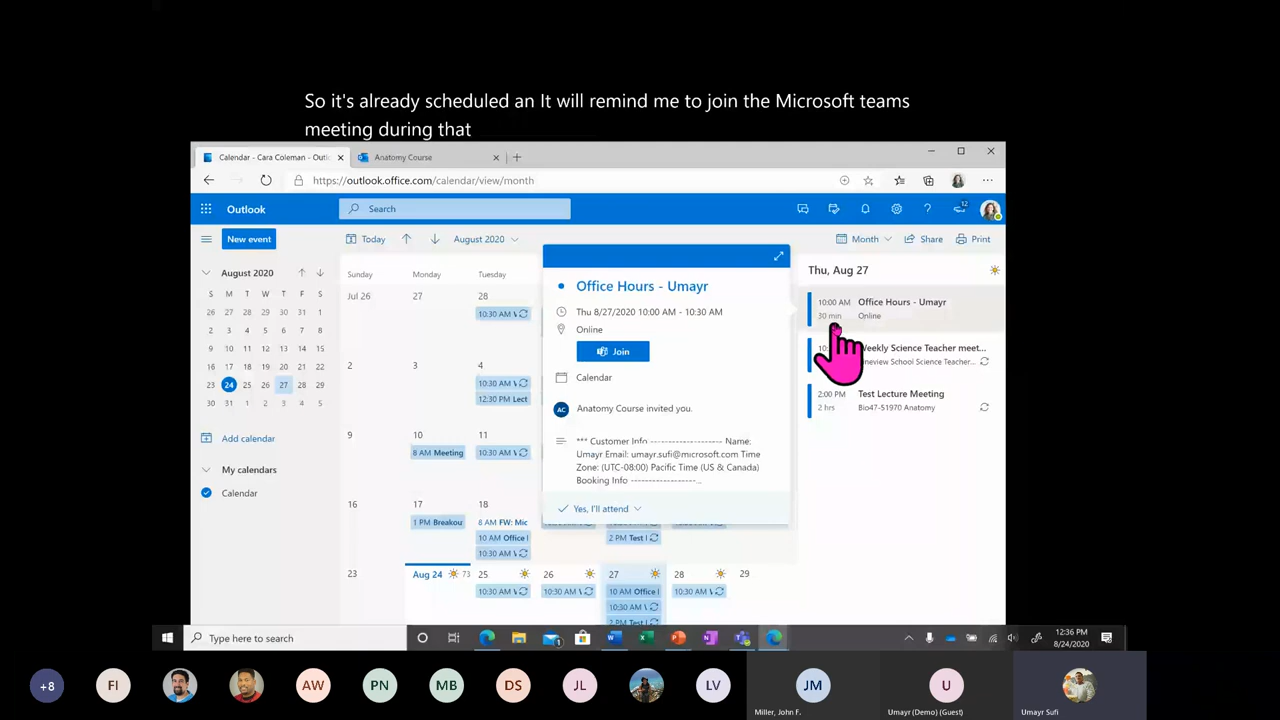 So it's already scheduled an It will remind me to join the Microsoft teams
meeting during that
Calendar - Cara Coleman - Outl
Anatomy Course
https://outlook.office.com/calendar/view/month
12
Outlook
Search
New event
Today
August 2020
Month
Share
Print
August 2020
S M T W T F S
26 27 28 29 30 31 1
2 3 4 5 6 7 8
9 10 11 12 13 14 15
16 17 18 19 20 21 22
23 24 25 26 27 28 29
30 31 1 2 3 4 5
Add calendar
My calendars
Calendar
Sunday Monday Tuesday
Jul 26 27 28
10:30 AM
2 3 4
10:30 AM
12:30 PM Lect
9 10 11
8 AM Meeting
10:30 AM
16 17 18
1 PM Breakou
8 AM FW: Mic
10 AM Office
10:30 AM
2 PM Test
23 Aug 24 73 25 26 27 28 29
10:30 AM
10:30 AM
10 AM Office
10:30 AM
10:30 AM
2 PM Test
Office Hours - Umayr
Thu 8/27/2020 10:00 AM - 10:30 AM
Online
Join
Calendar
AC Anatomy Course invited you.
*** Customer Info -------------------- Name:
Umayr Email: umayr.sufi@microsoft.com Time
Zone: (UTC-08:00) Pacific Time (US & Canada)
Booking Info ------------------...
Yes, I'll attend
Thu, Aug 27
10:00 AM Office Hours - Umayr
30 min Online
Weekly Science Teacher meet...
neview School Science Teacher...
2:00 PM Test Lecture Meeting
2 hrs Bio47-51970 Anatomy
Type here to search
12:36 PM
8/24/2020
+8
FI
AW
PN
MB
DS
JL
LV
JM
Miller, John F.
U
Umayr (Demo) (Guest)
Umayr Sufi